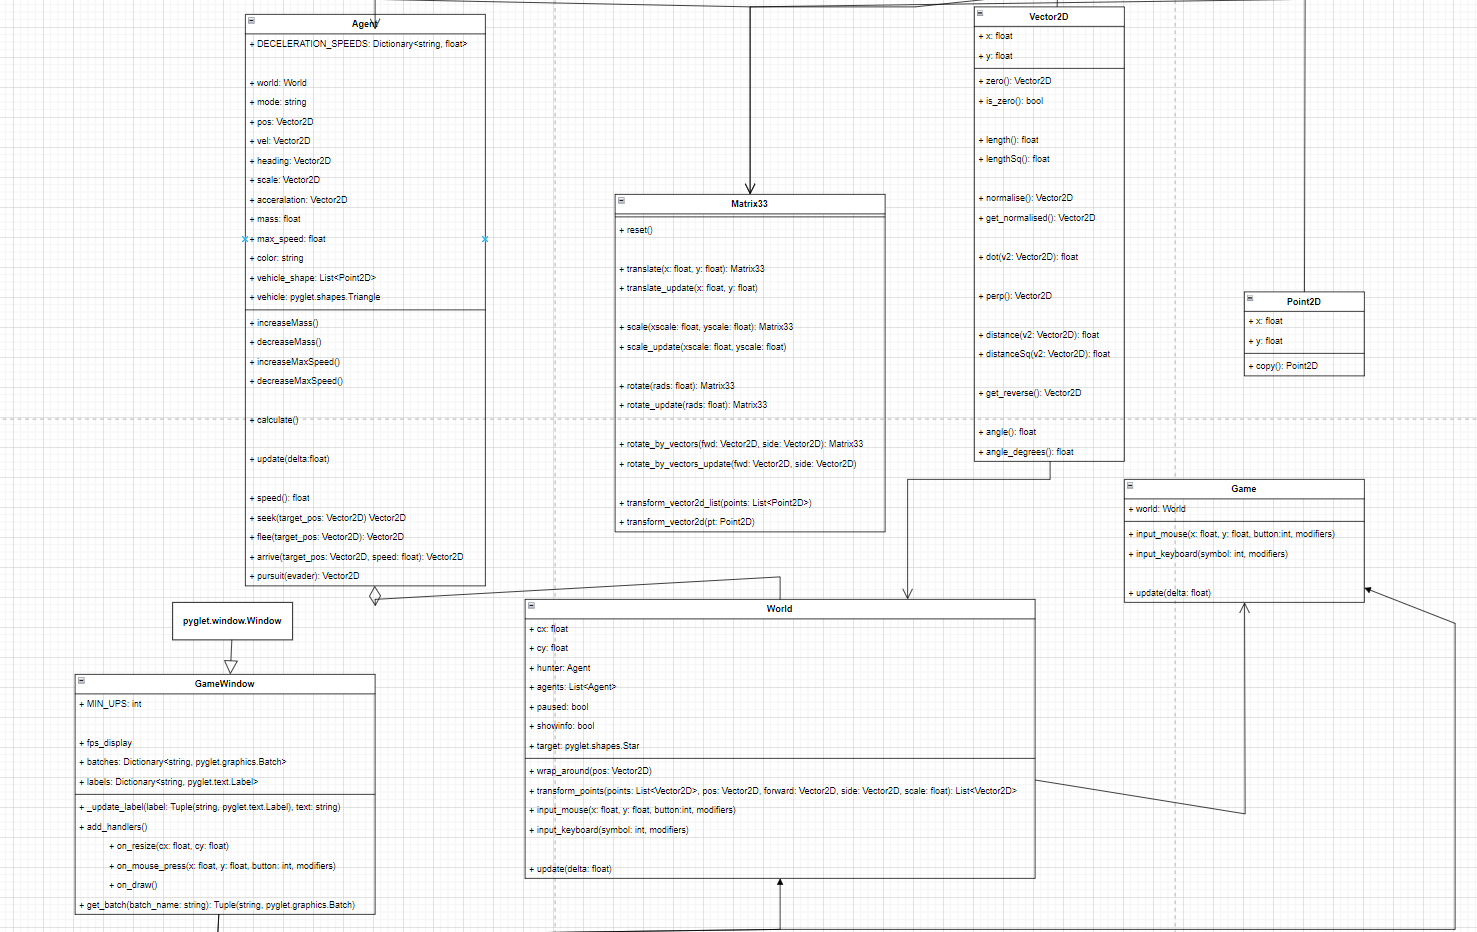 Agent
+ DECELERATION_SPEEDS: Dictionary<string, float>
+ world: World
+ mode: string
+ pos: Vector2D
+ vel: Vector2D
+ heading: Vector2D
+ scale: Vector2D
+ acceralation: Vector2D
+ mass: float
+ max_speed: float
+ color: string
+ vehicle_shape: List<Point2D>
+ vehicle: pyglet.shapes.Triangle
+ increaseMass()
+ decreaseMass()
+ increaseMaxSpeed()
+ decreaseMaxSpeed()
+ calculate()
+ update(delta:float)
+ speed(): float
+ seek(target_pos: Vector2D) Vector2D
+ flee(target_pos: Vector2D): Vector2D
+ arrive(target_pos: Vector2D, speed: float): Vector2D
+ pursuit(evader): Vector2D
Matrix33
+ reset()
+ translate(x: float, y: float): Matrix33
+ translate_update(x: float, y: float)
+ scale(xscale: float, yscale: float): Matrix33
+ scale_update(xscale: float, yscale: float)
+ rotate(rads: float): Matrix33
+ rotate_update(rads: float): Matrix33
+ rotate_by_vectors(fwd: Vector2D, side: Vector2D): Matrix33
+ rotate_by_vectors_update(fwd: Vector2D, side: Vector2D)
+ transform_vector2d_list(points: List<Point2D>)
+ transform_vector2d(pt: Point2D)
Vector2D
+ x: float
+ y: float
+ zero(): Vector2D
+ is_zero(): bool
+ length(): float
+ lengthSq(): float
+ normalise(): Vector2D
+ get_normalised(): Vector2D
+ dot(v2: Vector2D): float
+ perp(): Vector2D
+ distance(v2: Vector2D): float
+ distanceSq(v2: Vector2D): float
+ get_reverse(): Vector2D
+ angle(): float
+ angle_degrees(): float
Point2D
+ x: float
+ y: float
+ copy(): Point2D
Game
+ world: World
+ input_mouse(x: float, y: float, button:int, modifiers)
+ input_keyboard(symbol: int, modifiers)
+ update(delta: float)
pyglet.window.Window
GameWindow
+ MIN_UPS: int
+ fps_display
+ batches: Dictionary<string, pyglet.graphics.Batch>
+ labels: Dictionary<string, pyglet.text.Label>
+ _update_label(label: Tuple(string, pyglet.text.Label), text: string)
+ add_handlers()
+ on_resize(cx: float, cy: float)
+ on_mouse_press(x: float, y: float, button: int, modifiers)
+ on_draw()
+ get_batch(batch_name: string): Tuple(string, pyglet.graphics.Batch)
World
+ cx: float
+ cy: float
+ hunter: Agent
+ agents: List<Agent>
+ paused: bool
+ showinfo: bool
+ target: pyglet.shapes.Star
+ wrap_around(pos: Vector2D)
+ transform_points(points: List<Vector2D>, pos: Vector2D, forward: Vector2D, side: Vector2D, scale: float): List<Vector2D>
+ input_mouse(x: float, y: float, button:int, modifiers)
+ input_keyboard(symbol: int, modifiers)
+ update(delta: float)